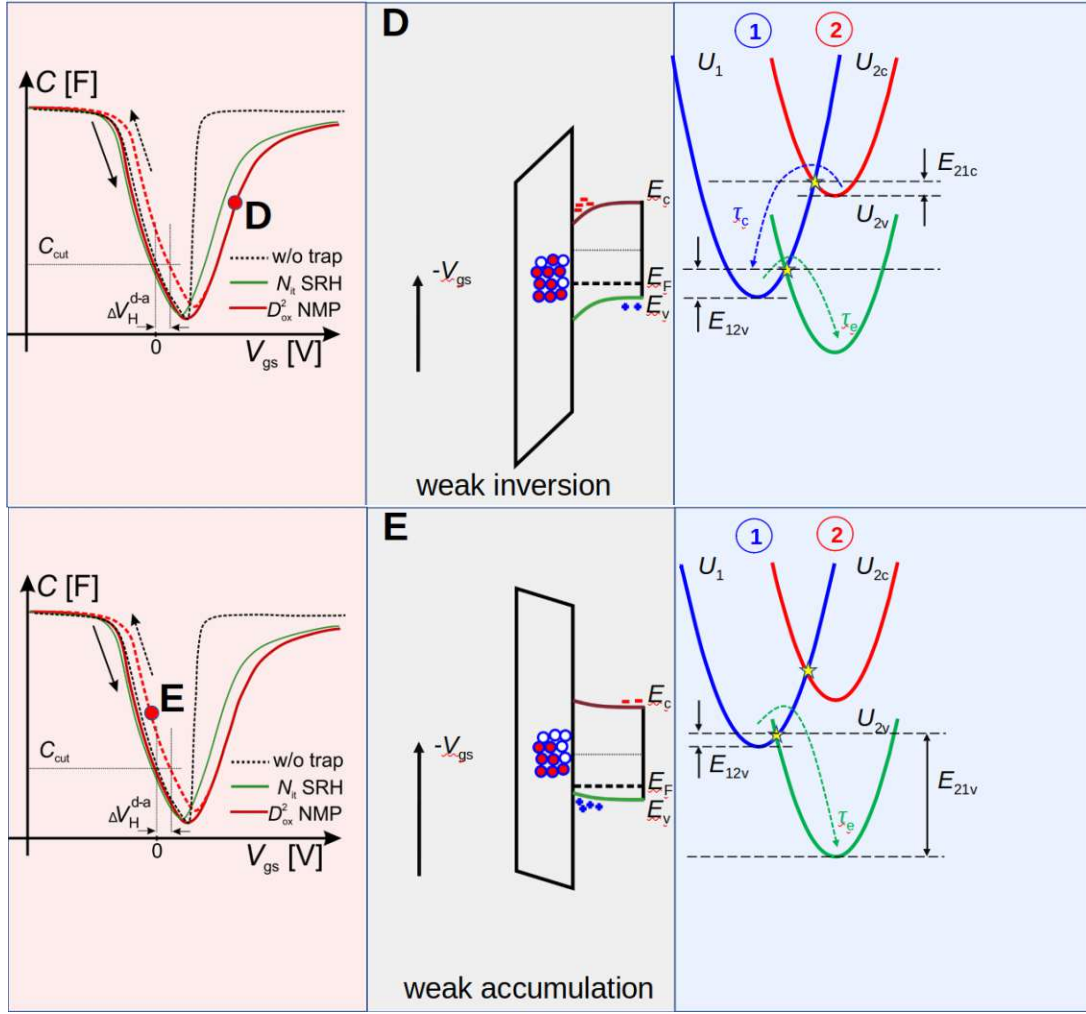 C [F]
D
C_cut
w/o trap
N_it SRH
D²_ox NMP
ΔV_H^d-a
0
V_gs [V]
D
-V_gs
E_c
E_F
E_v
weak inversion
1
2
U_1
U_2c
E_21c
τ_c
U_2v
E_12v
τ_e
C [F]
E
C_cut
w/o trap
N_it SRH
D²_ox NMP
ΔV_H^d-a
0
V_gs [V]
E
-V_gs
E_c
E_F
E_v
weak accumulation
1
2
U_1
U_2c
U_2v
E_12v
E_21v
τ_e